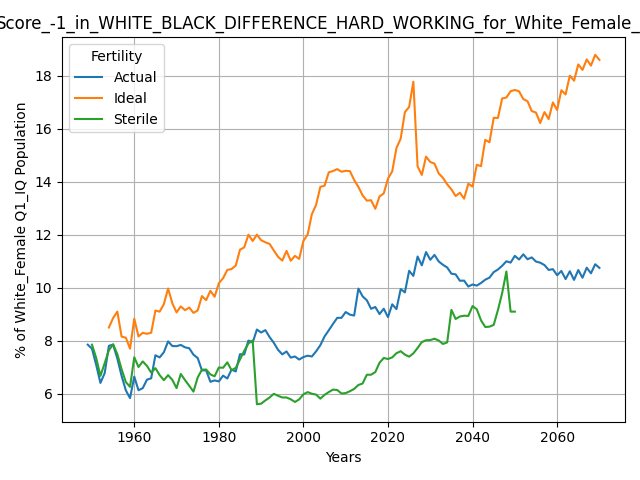 Score_-1_in_WHITE_BLACK_DIFFERENCE_HARD_WORKING_for_White_Female_
Fertility
Actual
Ideal
Sterile
% of White_Female Q1_IQ Population
18
16
14
12
10
8
6
1960 1980 2000 2020 2040 2060
Years